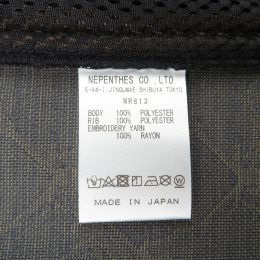 NEPENTHES CO., LTD
5-44-1 JINGUMAE SHIBUYA TOKYO
MR613
BODY 100% POLYESTER
RIB 100% POLYESTER
EMBROIDERY YARN
100% RAYON
MADE IN JAPAN